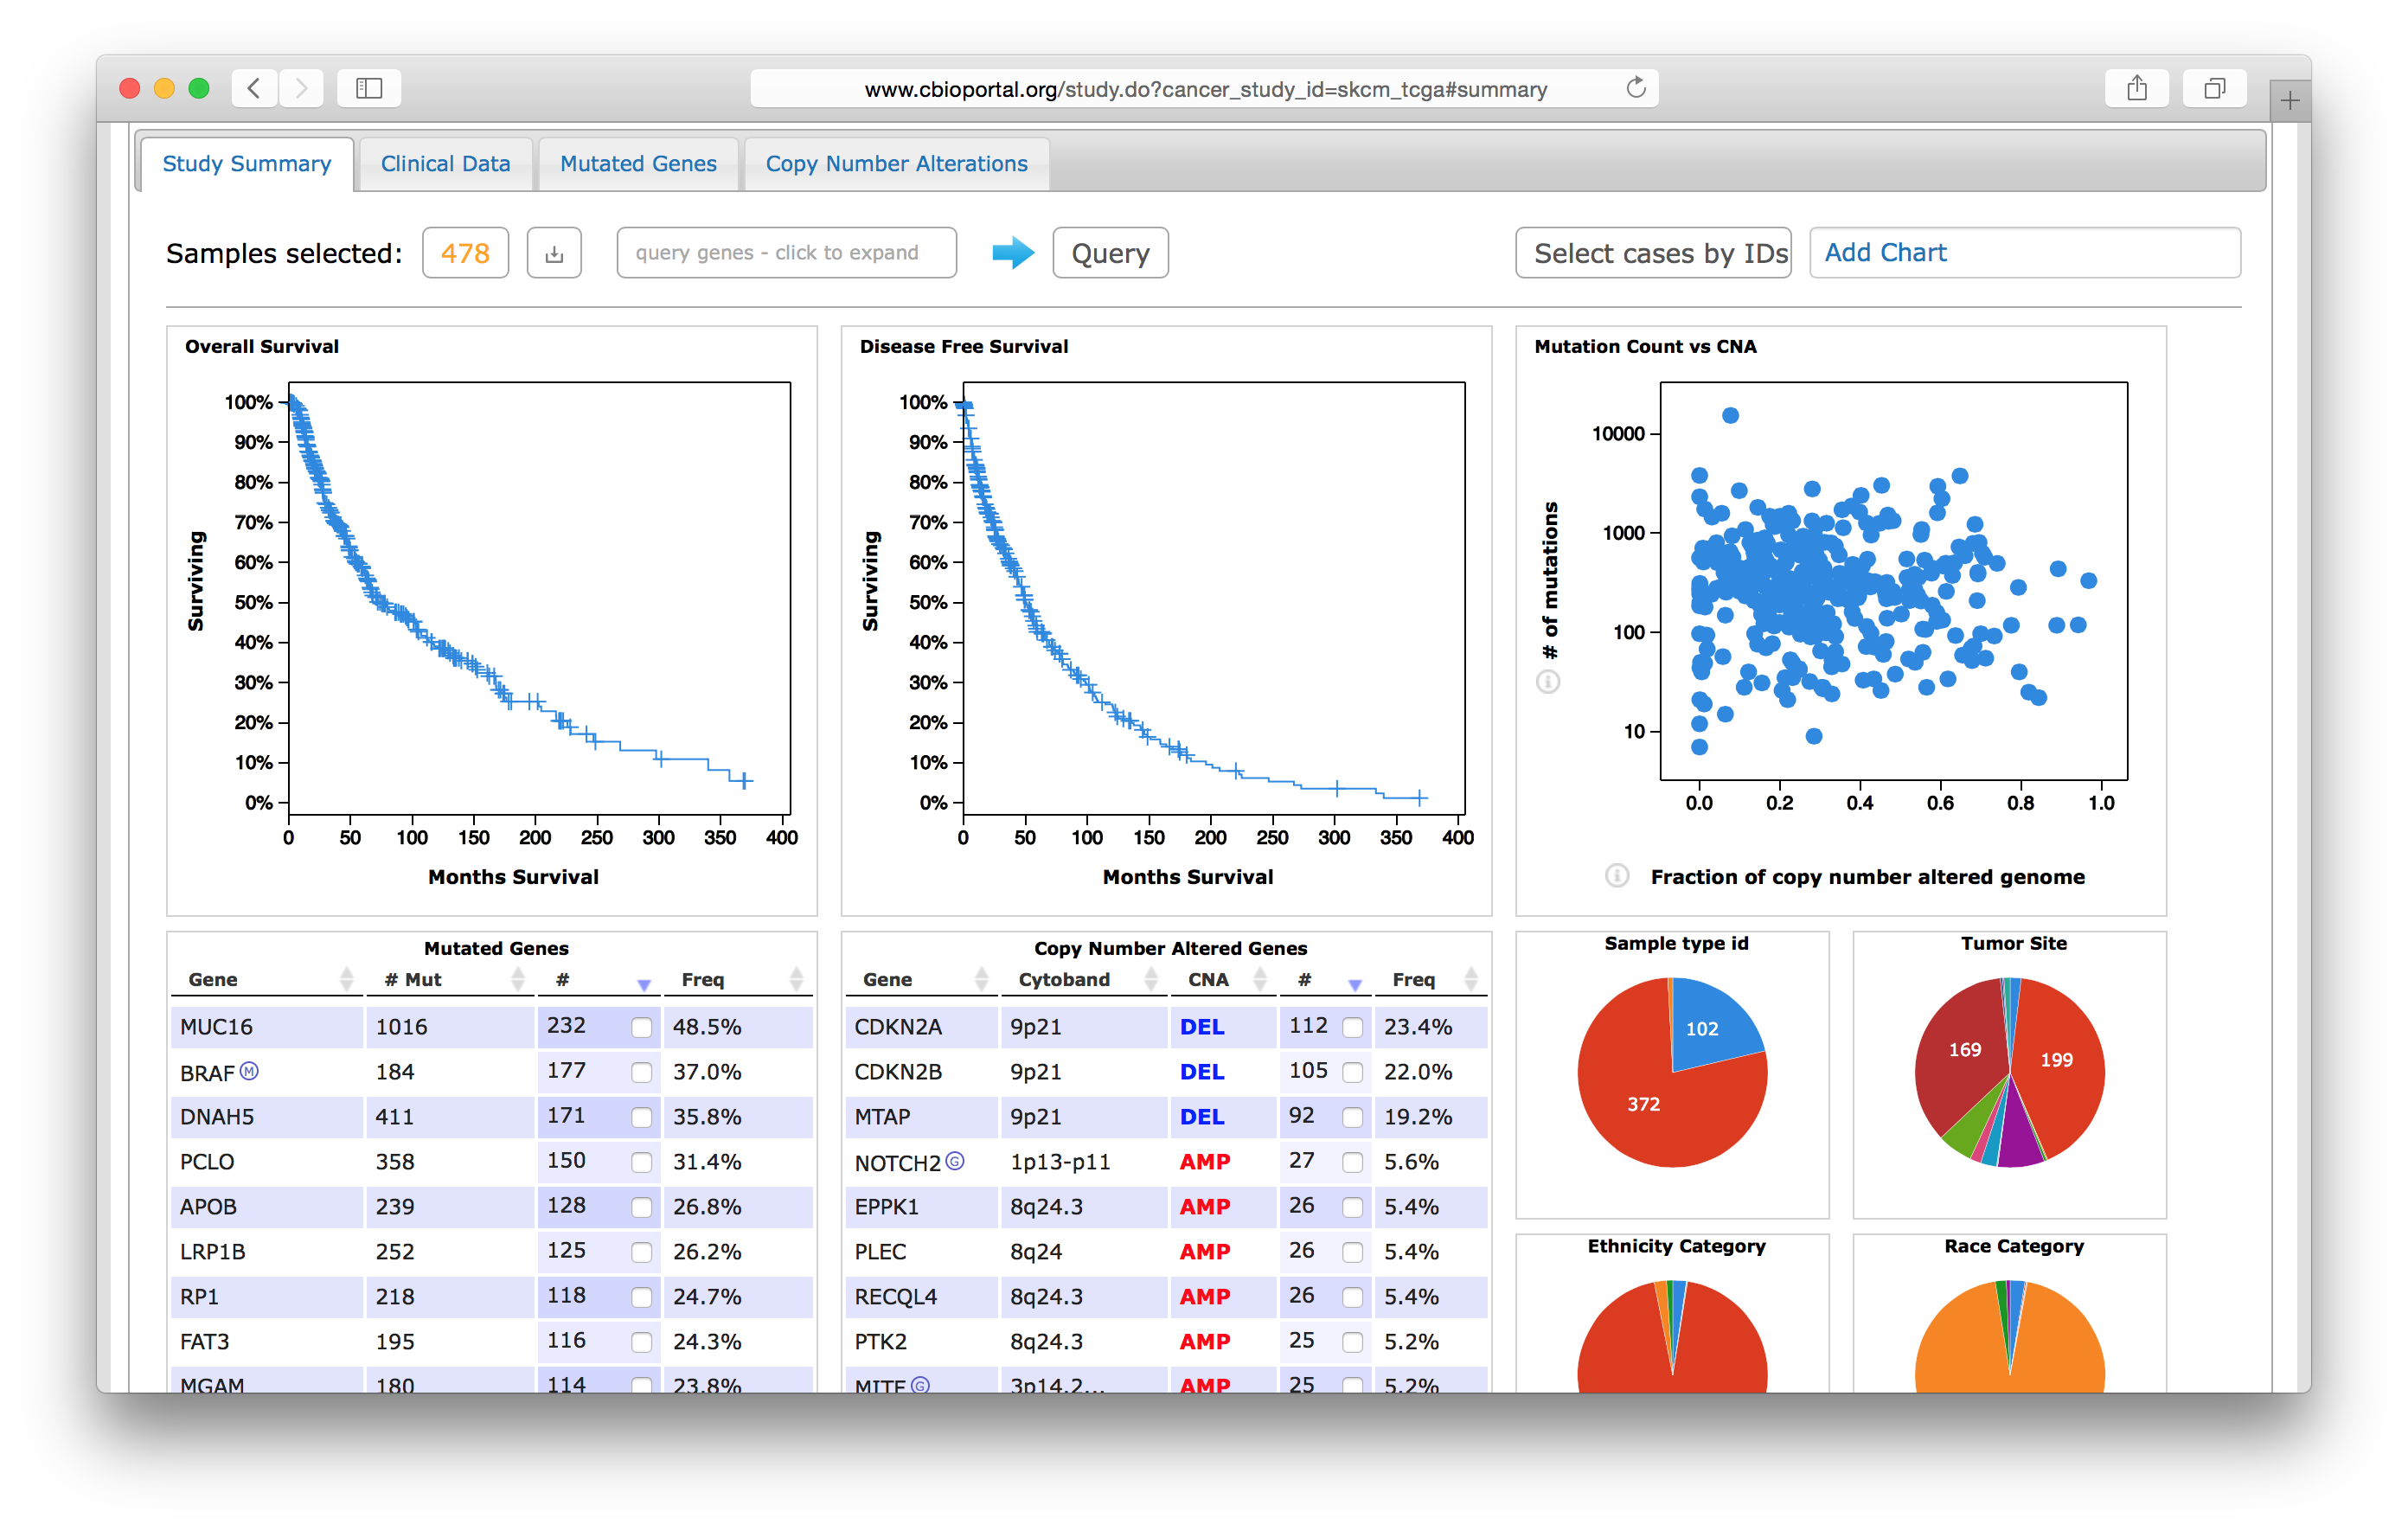 www.cbioportal.org/study.do?cancer_study_id=skcm_tcga#summary
Study Summary
Clinical Data
Mutated Genes
Copy Number Alterations
Samples selected:
478
query genes - click to expand
Query
Select cases by IDs
Add Chart
Overall Survival
100%
90%
80%
70%
60%
50%
40%
30%
20%
10%
0%
Surviving
0 50 100 150 200 250 300 350 400
Months Survival
Disease Free Survival
100%
90%
80%
70%
60%
50%
40%
30%
20%
10%
0%
Surviving
0 50 100 150 200 250 300 350 400
Months Survival
Mutation Count vs CNA
10000
1000
100
10
# of mutations
0.0 0.2 0.4 0.6 0.8 1.0
Fraction of copy number altered genome
Mutated Genes
Gene # Mut # Freq
MUC16 1016 232 48.5%
BRAF M 184 177 37.0%
DNAH5 411 171 35.8%
PCLO 358 150 31.4%
APOB 239 128 26.8%
LRP1B 252 125 26.2%
RP1 218 118 24.7%
FAT3 195 116 24.3%
MGAM 180 114 23.8%
Copy Number Altered Genes
Gene Cytoband CNA # Freq
CDKN2A 9p21 DEL 112 23.4%
CDKN2B 9p21 DEL 105 22.0%
MTAP 9p21 DEL 92 19.2%
NOTCH2 G 1p13-p11 AMP 27 5.6%
EPPK1 8q24.3 AMP 26 5.4%
PLEC 8q24 AMP 26 5.4%
RECQL4 8q24.3 AMP 26 5.4%
PTK2 8q24.3 AMP 25 5.2%
MITF G 3p14.2... AMP 25 5.2%
Sample type id
102
372
Tumor Site
169
199
Ethnicity Category
Race Category